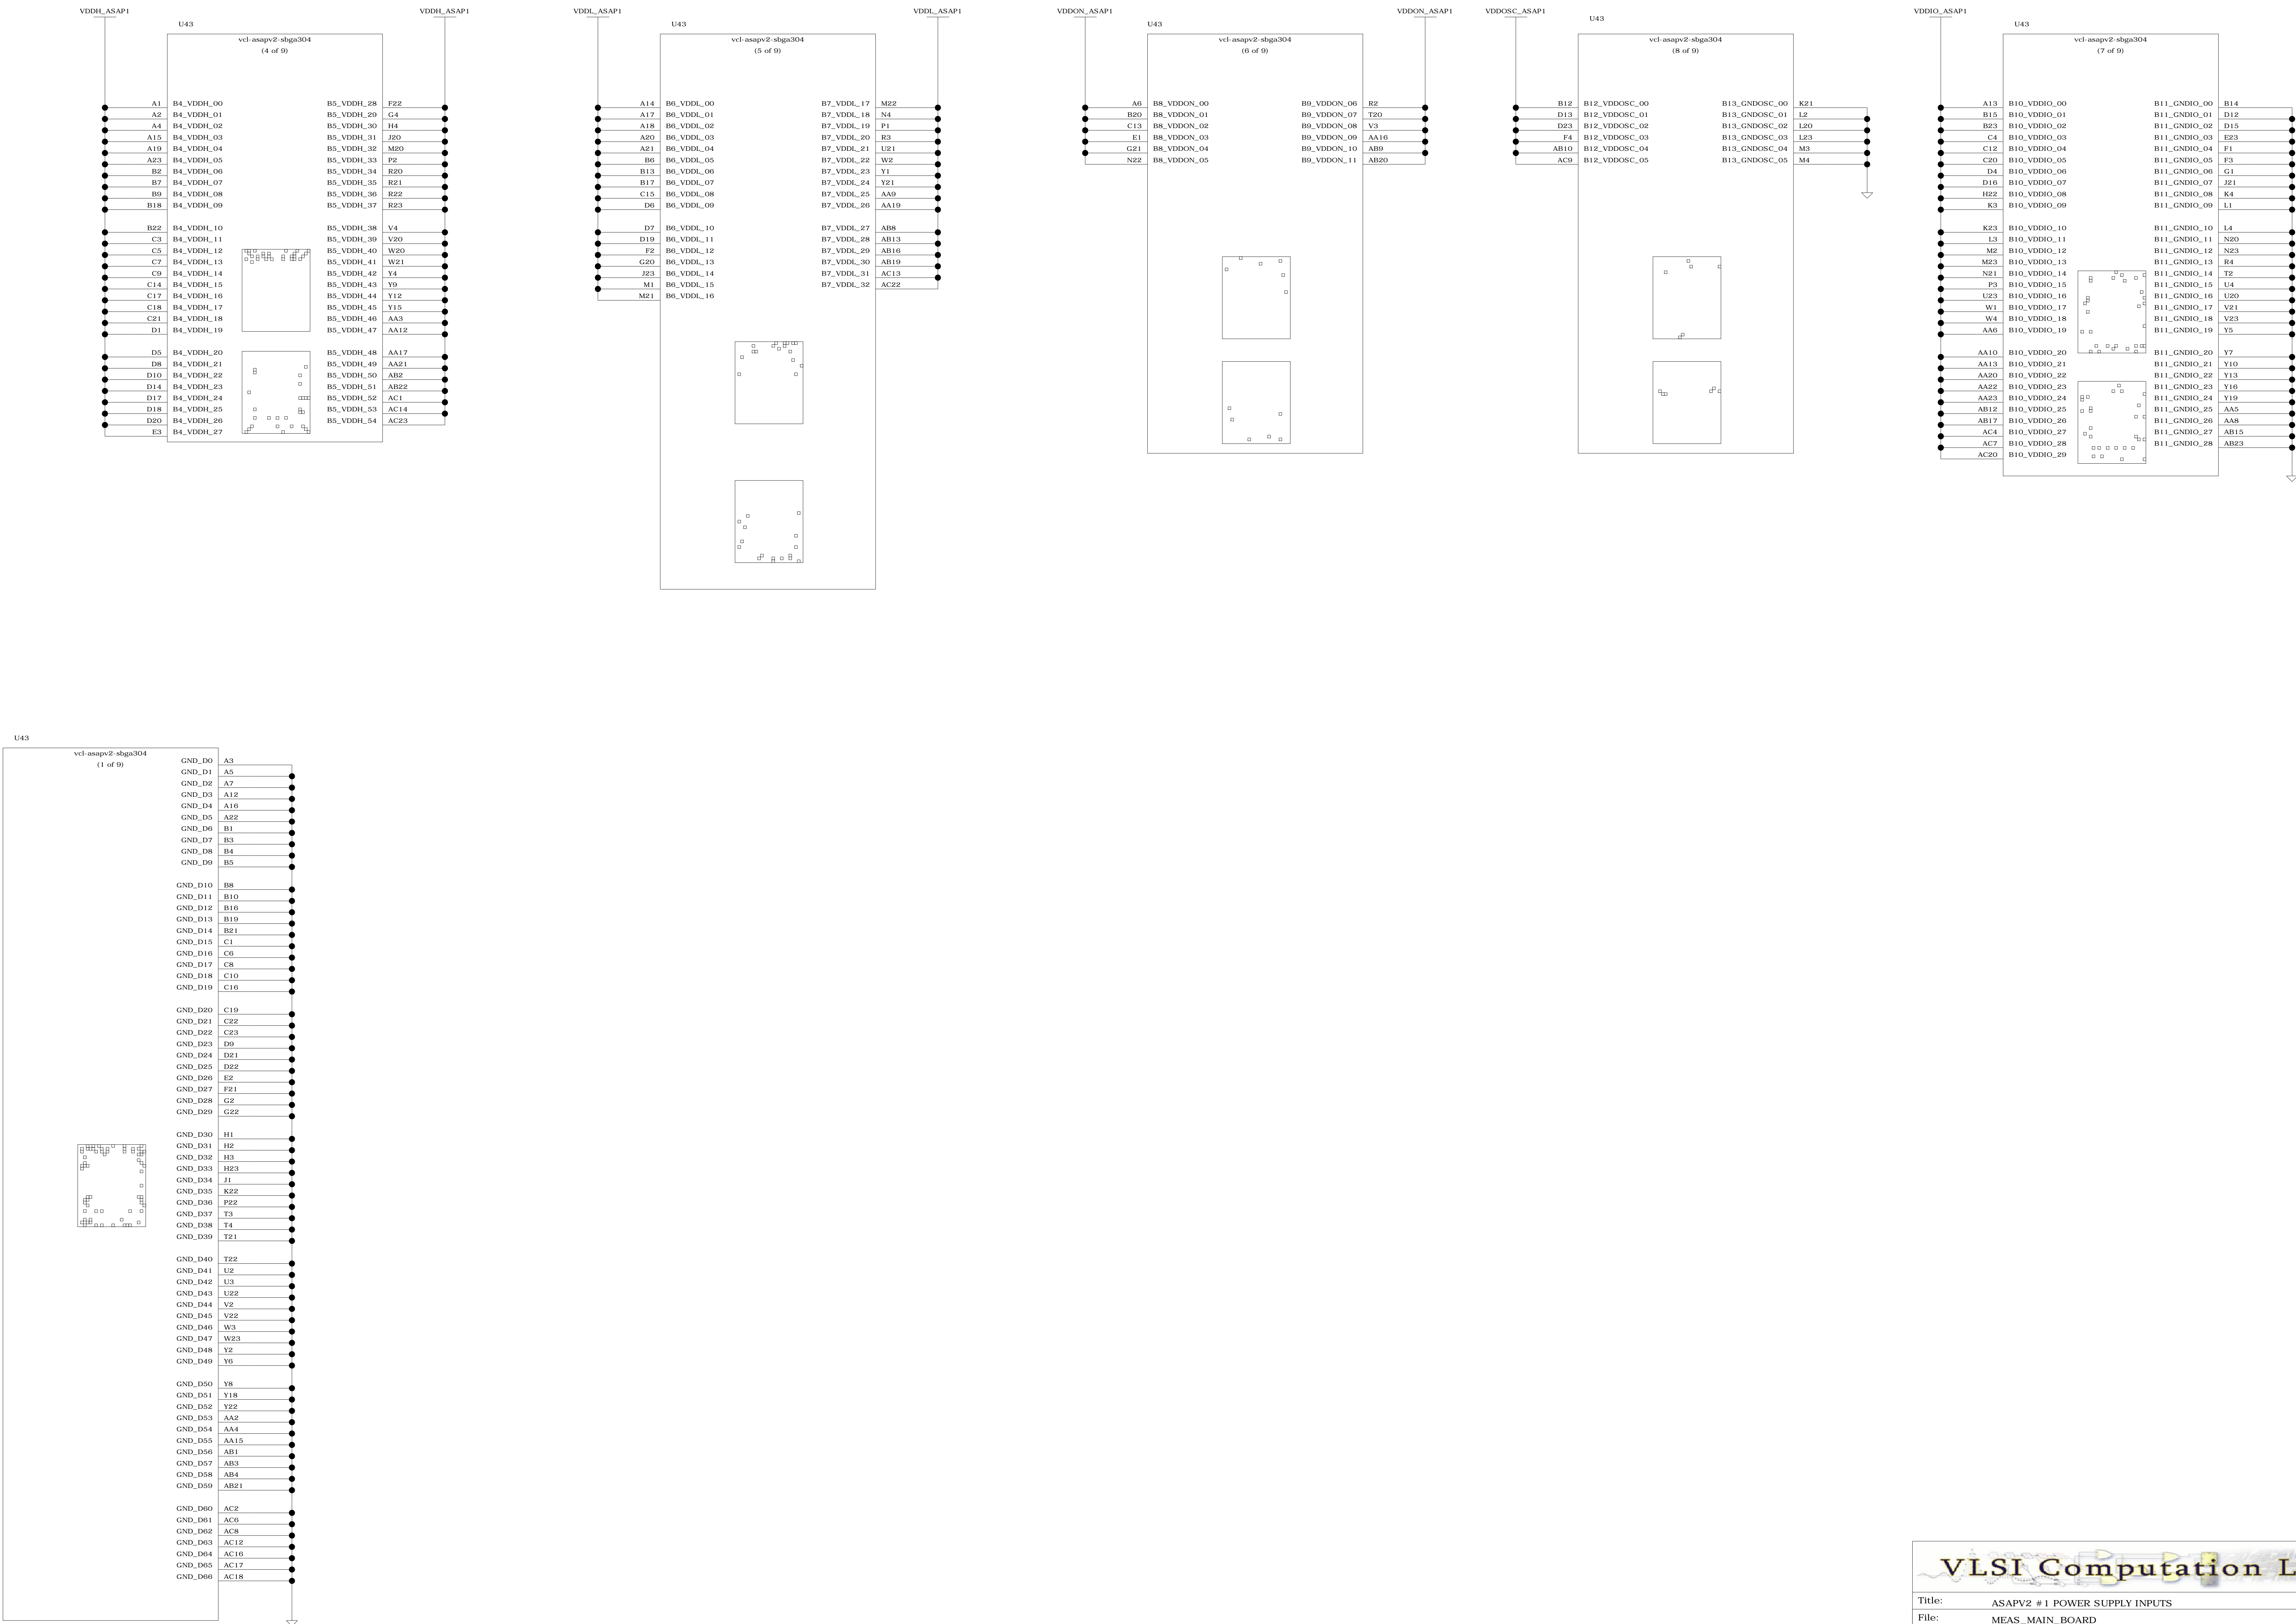 VDDH_ASAP1 VDDH_ASAP1
U43
vcl-asapv2-sbga304
(4 of 9)
A1 B4_VDDH_00 B5_VDDH_28 F22
A2 B4_VDDH_01 B5_VDDH_29 G4
A4 B4_VDDH_02 B5_VDDH_30 H4
A15 B4_VDDH_03 B5_VDDH_31 J20
A19 B4_VDDH_04 B5_VDDH_32 M20
A23 B4_VDDH_05 B5_VDDH_33 P2
B2 B4_VDDH_06 B5_VDDH_34 R20
B7 B4_VDDH_07 B5_VDDH_35 R21
B9 B4_VDDH_08 B5_VDDH_36 R22
B18 B4_VDDH_09 B5_VDDH_37 R23
B22 B4_VDDH_10 B5_VDDH_38 V4
C3 B4_VDDH_11 B5_VDDH_39 V20
C5 B4_VDDH_12 B5_VDDH_40 W20
C7 B4_VDDH_13 B5_VDDH_41 W21
C9 B4_VDDH_14 B5_VDDH_42 Y4
C14 B4_VDDH_15 B5_VDDH_43 Y9
C17 B4_VDDH_16 B5_VDDH_44 Y12
C18 B4_VDDH_17 B5_VDDH_45 Y15
C21 B4_VDDH_18 B5_VDDH_46 AA3
D1 B4_VDDH_19 B5_VDDH_47 AA12
D5 B4_VDDH_20 B5_VDDH_48 AA17
D8 B4_VDDH_21 B5_VDDH_49 AA21
D10 B4_VDDH_22 B5_VDDH_50 AB2
D14 B4_VDDH_23 B5_VDDH_51 AB22
D17 B4_VDDH_24 B5_VDDH_52 AC1
D18 B4_VDDH_25 B5_VDDH_53 AC14
D20 B4_VDDH_26 B5_VDDH_54 AC23
E3 B4_VDDH_27
VDDL_ASAP1 VDDL_ASAP1
U43
vcl-asapv2-sbga304
(5 of 9)
A14 B6_VDDL_00 B7_VDDL_17 M22
A17 B6_VDDL_01 B7_VDDL_18 N4
A18 B6_VDDL_02 B7_VDDL_19 P1
A20 B6_VDDL_03 B7_VDDL_20 R3
A21 B6_VDDL_04 B7_VDDL_21 U21
B6 B6_VDDL_05 B7_VDDL_22 W2
B13 B6_VDDL_06 B7_VDDL_23 Y1
B17 B6_VDDL_07 B7_VDDL_24 Y21
C15 B6_VDDL_08 B7_VDDL_25 AA9
D6 B6_VDDL_09 B7_VDDL_26 AA19
D7 B6_VDDL_10 B7_VDDL_27 AB8
D19 B6_VDDL_11 B7_VDDL_28 AB13
F2 B6_VDDL_12 B7_VDDL_29 AB16
G20 B6_VDDL_13 B7_VDDL_30 AB19
J23 B6_VDDL_14 B7_VDDL_31 AC13
M1 B6_VDDL_15 B7_VDDL_32 AC22
M21 B6_VDDL_16
VDDON_ASAP1 VDDON_ASAP1
U43
vcl-asapv2-sbga304
(6 of 9)
A6 B8_VDDON_00 B9_VDDON_06 R2
B20 B8_VDDON_01 B9_VDDON_07 T20
C13 B8_VDDON_02 B9_VDDON_08 V3
E1 B8_VDDON_03 B9_VDDON_09 AA16
G21 B8_VDDON_04 B9_VDDON_10 AB9
N22 B8_VDDON_05 B9_VDDON_11 AB20
VDDOSC_ASAP1
U43
vcl-asapv2-sbga304
(8 of 9)
B12 B12_VDDOSC_00 B13_GNDOSC_00 K21
D13 B12_VDDOSC_01 B13_GNDOSC_01 L2
D23 B12_VDDOSC_02 B13_GNDOSC_02 L20
F4 B12_VDDOSC_03 B13_GNDOSC_03 L23
AB10 B12_VDDOSC_04 B13_GNDOSC_04 M3
AC9 B12_VDDOSC_05 B13_GNDOSC_05 M4
VDDIO_ASAP1
U43
vcl-asapv2-sbga304
(7 of 9)
A13 B10_VDDIO_00 B11_GNDIO_00 B14
B15 B10_VDDIO_01 B11_GNDIO_01 D12
B23 B10_VDDIO_02 B11_GNDIO_02 D15
C4 B10_VDDIO_03 B11_GNDIO_03 E23
C12 B10_VDDIO_04 B11_GNDIO_04 F1
C20 B10_VDDIO_05 B11_GNDIO_05 F3
D4 B10_VDDIO_06 B11_GNDIO_06 G1
D16 B10_VDDIO_07 B11_GNDIO_07 J21
H22 B10_VDDIO_08 B11_GNDIO_08 K4
K3 B10_VDDIO_09 B11_GNDIO_09 L1
K23 B10_VDDIO_10 B11_GNDIO_10 L4
L3 B10_VDDIO_11 B11_GNDIO_11 N20
M2 B10_VDDIO_12 B11_GNDIO_12 N23
M23 B10_VDDIO_13 B11_GNDIO_13 R4
N21 B10_VDDIO_14 B11_GNDIO_14 T2
P3 B10_VDDIO_15 B11_GNDIO_15 U4
U23 B10_VDDIO_16 B11_GNDIO_16 U20
W1 B10_VDDIO_17 B11_GNDIO_17 V21
W4 B10_VDDIO_18 B11_GNDIO_18 V23
AA6 B10_VDDIO_19 B11_GNDIO_19 Y5
AA10 B10_VDDIO_20 B11_GNDIO_20 Y7
AA13 B10_VDDIO_21 B11_GNDIO_21 Y10
AA20 B10_VDDIO_22 B11_GNDIO_22 Y13
AA22 B10_VDDIO_23 B11_GNDIO_23 Y16
AA23 B10_VDDIO_24 B11_GNDIO_24 Y19
AB12 B10_VDDIO_25 B11_GNDIO_25 AA5
AB17 B10_VDDIO_26 B11_GNDIO_26 AA8
AC4 B10_VDDIO_27 B11_GNDIO_27 AB15
AC7 B10_VDDIO_28 B11_GNDIO_28 AB23
AC20 B10_VDDIO_29
U43
vcl-asapv2-sbga304
(1 of 9)
GND_D0 A3
GND_D1 A5
GND_D2 A7
GND_D3 A12
GND_D4 A16
GND_D5 A22
GND_D6 B1
GND_D7 B3
GND_D8 B4
GND_D9 B5
GND_D10 B8
GND_D11 B10
GND_D12 B16
GND_D13 B19
GND_D14 B21
GND_D15 C1
GND_D16 C6
GND_D17 C8
GND_D18 C10
GND_D19 C16
GND_D20 C19
GND_D21 C22
GND_D22 C23
GND_D23 D9
GND_D24 D21
GND_D25 D22
GND_D26 E2
GND_D27 F21
GND_D28 G2
GND_D29 G22
GND_D30 H1
GND_D31 H2
GND_D32 H3
GND_D33 H23
GND_D34 J1
GND_D35 K22
GND_D36 P22
GND_D37 T3
GND_D38 T4
GND_D39 T21
GND_D40 T22
GND_D41 U2
GND_D42 U3
GND_D43 U22
GND_D44 V2
GND_D45 V22
GND_D46 W3
GND_D47 W23
GND_D48 Y2
GND_D49 Y6
GND_D50 Y8
GND_D51 Y18
GND_D52 Y22
GND_D53 AA2
GND_D54 AA4
GND_D55 AA15
GND_D56 AB1
GND_D57 AB3
GND_D58 AB4
GND_D59 AB21
GND_D60 AC2
GND_D61 AC6
GND_D62 AC8
GND_D63 AC12
GND_D64 AC16
GND_D65 AC17
GND_D66 AC18
VLSI Computation L
Title: ASAPV2 #1 POWER SUPPLY INPUTS
File: MEAS_MAIN_BOARD